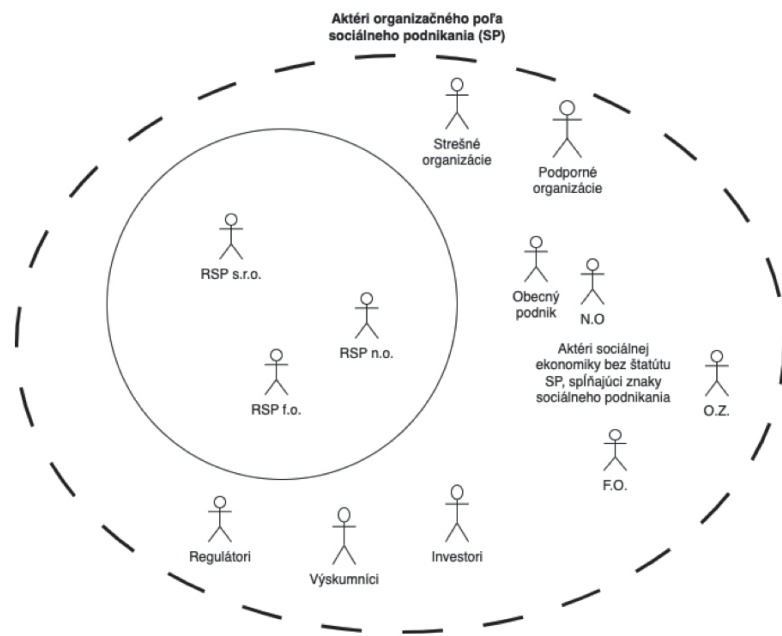 Aktéri organizačného poľa
sociálneho podnikania (SP)
Strešné
organizácie
Podporné
organizácie
RSP s.r.o.
Obecný
podnik
N.O
RSP n.o.
Aktéri sociálnej
ekonomiky bez štatútu
SP, spĺňajúci znaky
sociálneho podnikania
RSP f.o.
O.Z.
F.O.
Regulátori
Výskumníci
Investori